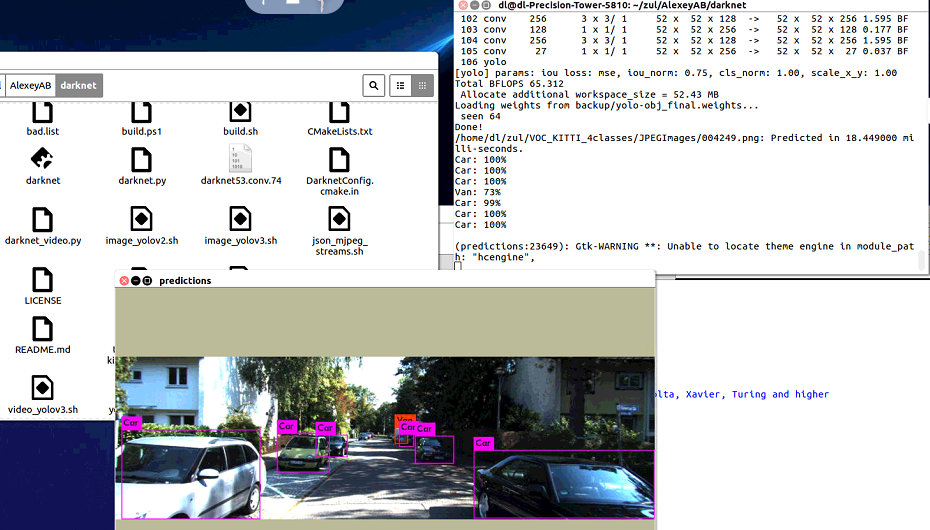 dl@dl-Precision-Tower-5810: ~/zul/AlexeyAB/darknet
102 conv    256       3 x 3/ 1     52 x  52 x 128  ->   52 x  52 x 256 1.595 BF
103 conv    128       1 x 1/ 1     52 x  52 x 256  ->   52 x  52 x 128 0.177 BF
104 conv    256       3 x 3/ 1     52 x  52 x 128  ->   52 x  52 x 256 1.595 BF
105 conv     27       1 x 1/ 1     52 x  52 x 256  ->   52 x  52 x  27 0.037 BF
106 yolo
[yolo] params: iou loss: mse, iou_norm: 0.75, cls_norm: 1.00, scale_x_y: 1.00
Total BFLOPS 65.312
Allocate additional workspace_size = 52.43 MB
Loading weights from backup/yolo-obj_final.weights...
seen 64
Done!
/home/dl/zul/VOC_KITTI_4classes/JPEGImages/004249.png: Predicted in 18.449000 mi
lli-seconds.
Car: 100%
Car: 100%
Car: 100%
Van: 73%
Car: 99%
Car: 100%
Car: 100%
(predictions:23649): Gtk-WARNING **: Unable to locate theme engine in module_pat
h: "hcengine",
AlexeyAB darknet
bad.list build.ps1 build.sh CMakeLists.txt
darknet darknet.py darknet53.conv.74 DarknetConfig.
cmake.in
darknet_video.py image_yolov2.sh image_yolov3.sh json_mjpeg_
streams.sh
LICENSE
README.md
video_yolov3.sh
predictions
olta, Xavier, Turing and higher
Car
Car
Car
Van
Car
Car
Car